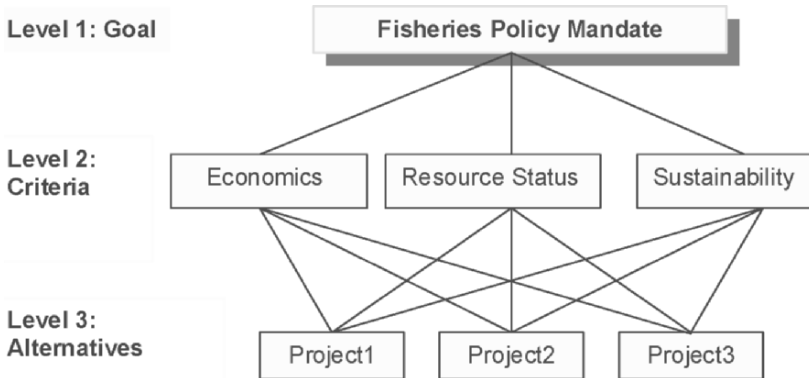 Level 1: Goal
Fisheries Policy Mandate
Level 2:
Criteria
Economics
Resource Status
Sustainability
Level 3:
Alternatives
Project1
Project2
Project3